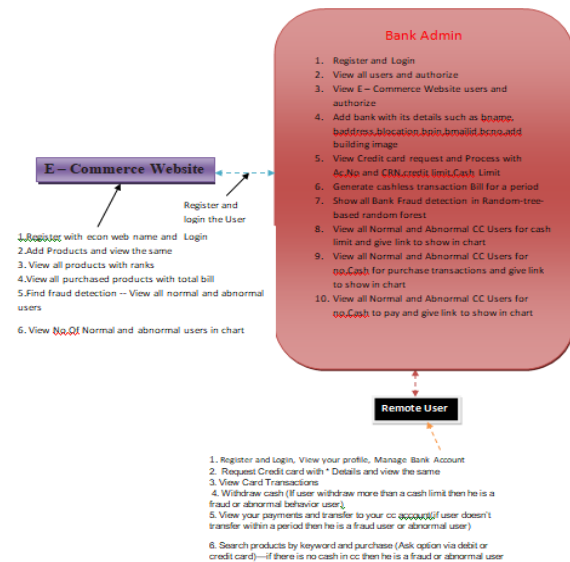 Bank Admin
1. Register and Login
2. View all users and authorize
3. View E – Commerce Website users and
authorize
4. Add bank with its details such as bname,
baddress,blocation,bpin,bmailid,bcno,add
building image
5. View Credit card request and Process with
Ac.No and CRN,credit limit,Cash Limit
6. Generate cashless transaction Bill for a period
7. Show all Bank Fraud detection in Random-tree-
based random forest
8. View all Normal and Abnormal CC Users for cash
limit and give link to show in chart
9. View all Normal and Abnormal CC Users for
no.Cash for purchase transactions and give link
to show in chart
10. View all Normal and Abnormal CC Users for
no.Cash to pay and give link to show in chart
E – Commerce Website
Register and
login the User
1.Register with econ web name and Login
2.Add Products and view the same
3. View all products with ranks
4.View all purchased products with total bill
5.Find fraud detection -- View all normal and abnormal
users
6. View No.Of Normal and abnormal users in chart
Remote User
1. Register and Login, View your profile, Manage Bank Account
2. Request Credit card with * Details and view the same
3. View Card Transactions
4. Withdraw cash (If user withdraw more than a cash limit then he is a
fraud or abnormal behavior user).
5. View your payments and transfer to your cc account(if user doesn't
transfer within a period then he is a fraud user or abnormal user)
6. Search products by keyword and purchase (Ask option via debit or
credit card)—if there is no cash in cc then he is a fraud or abnormal user